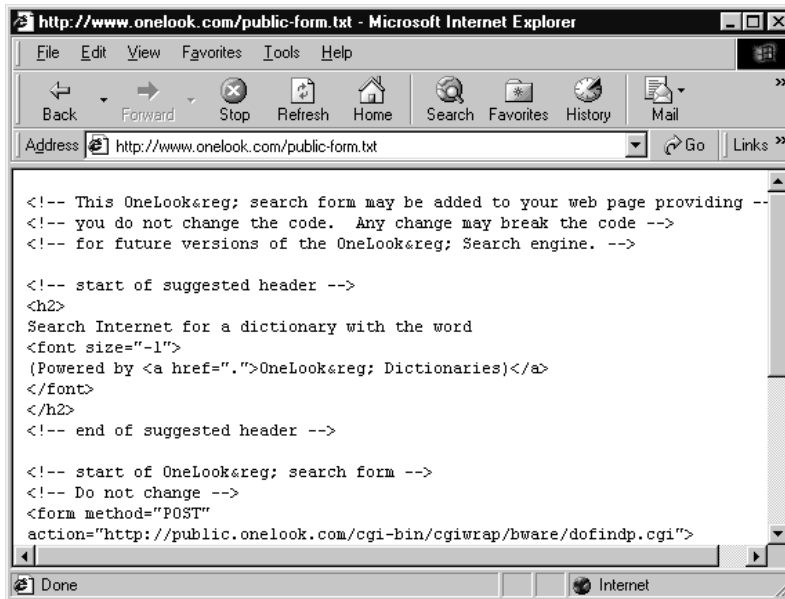 http://www.onelook.com/public-form.txt - Microsoft Internet Explorer
File Edit View Favorites Tools Help
Back Forward Stop Refresh Home Search Favorites History Mail »
Address http://www.onelook.com/public-form.txt Go Links »
<!-- This OneLook&reg; search form may be added to your web page providing --
<!-- you do not change the code.  Any change may break the code -->
<!-- for future versions of the OneLook&reg; Search engine. -->
<!-- start of suggested header -->
<h2>
Search Internet for a dictionary with the word
<font size="-1">
(Powered by <a href=".">OneLook&reg; Dictionaries)</a>
</font>
</h2>
<!-- end of suggested header -->
<!-- start of OneLook&reg; search form -->
<!-- Do not change -->
<form method="POST"
action="http://public.onelook.com/cgi-bin/cgiwrap/bware/dofindp.cgi">
Done Internet